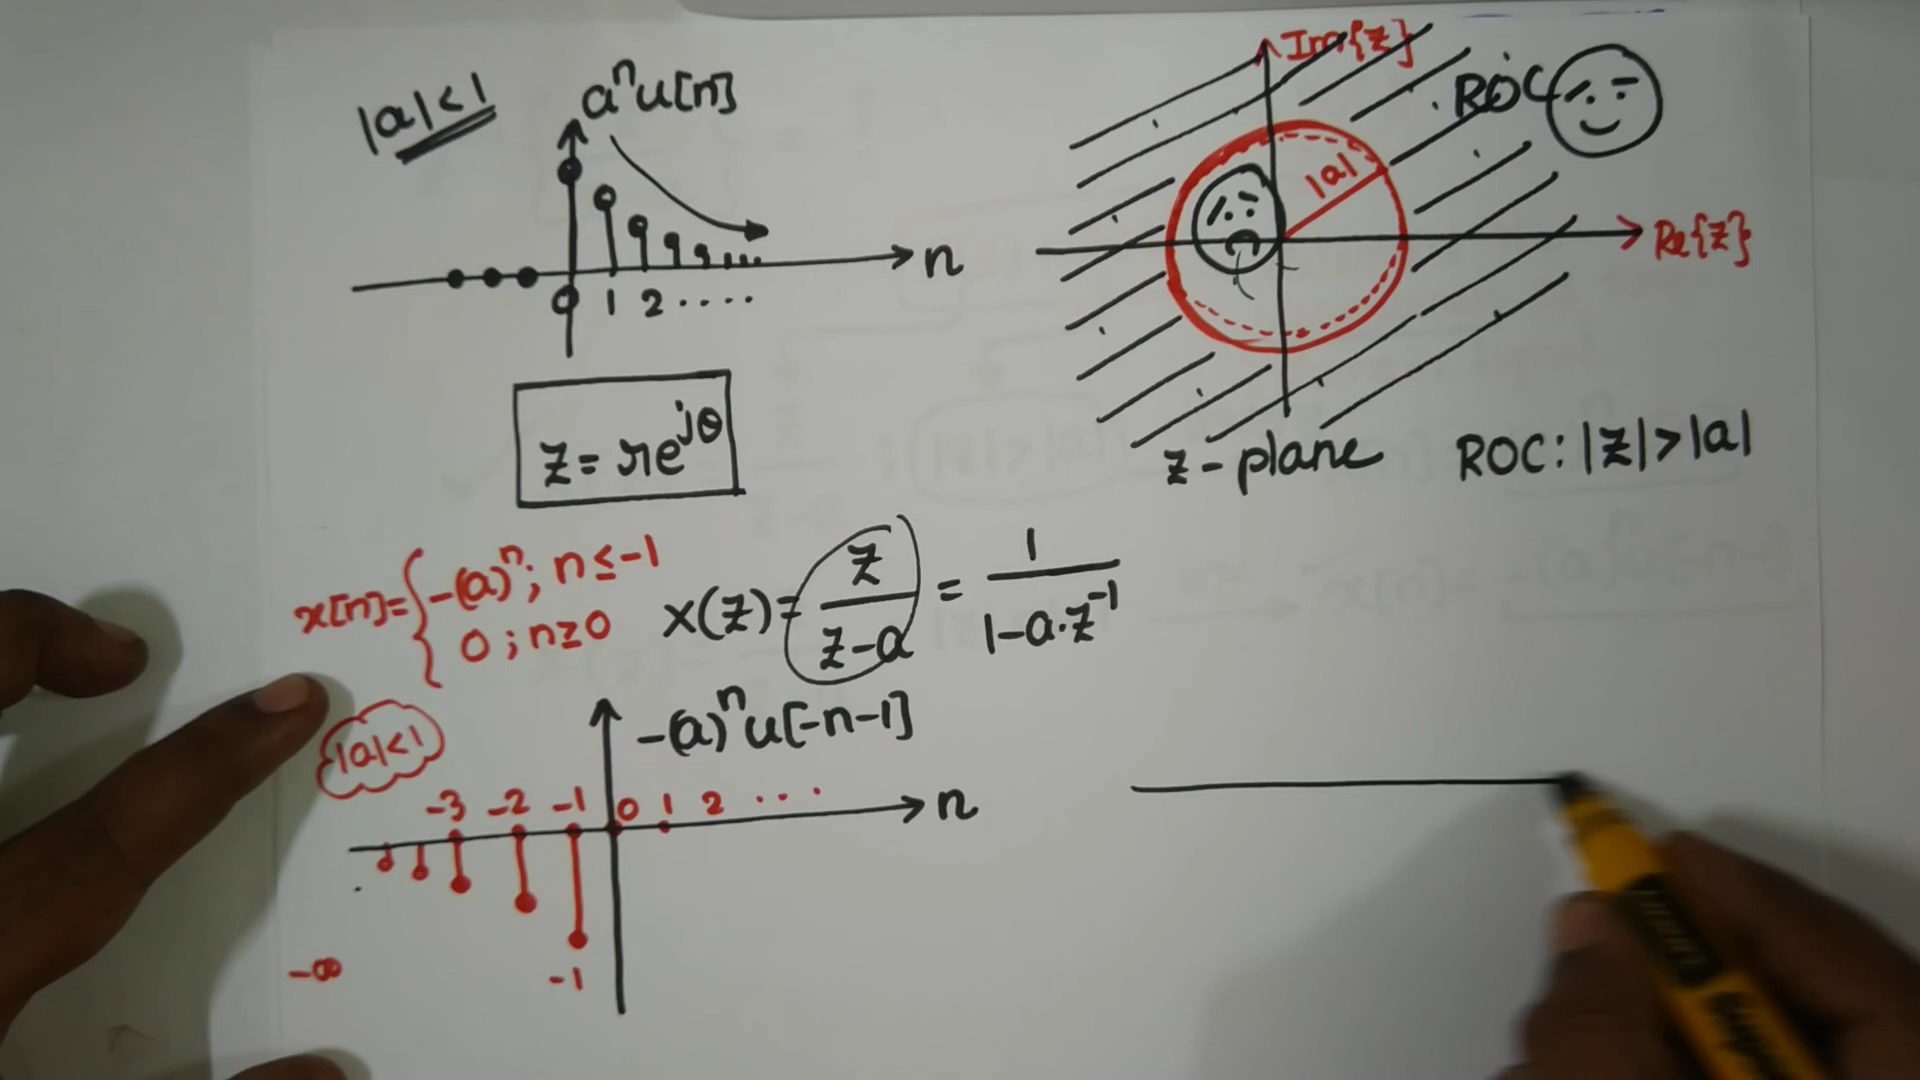 |a|<1
aⁿu[n]
n
0 1 2 ....
z = re^{jθ}
Im{z}
ROC
|a|
Re{z}
z-plane
ROC: |z|>|a|
x[n]= { -(a)ⁿ; n≤-1
0 ; n≥0
X(z)= z/(z-a) = 1/(1-a·z⁻¹)
|a|<1
-(a)ⁿu[-n-1]
-3 -2 -1 0 1 2 ...
n
-∞
-1